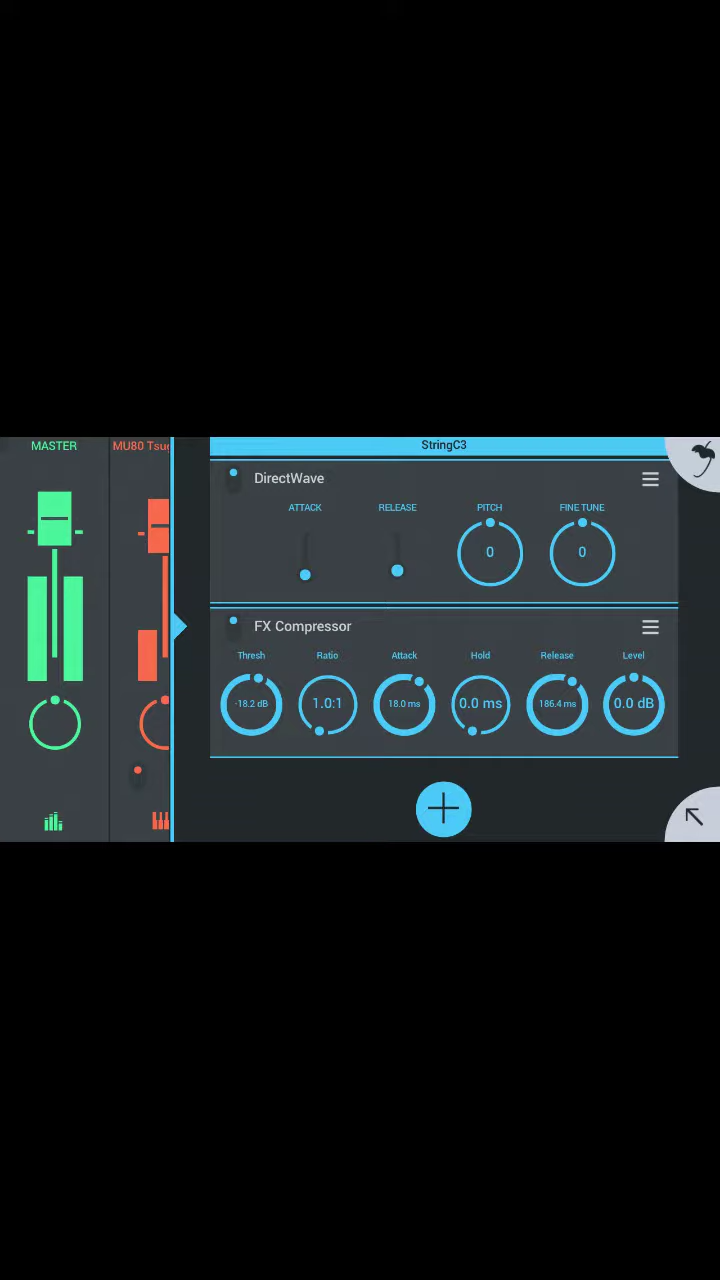 MASTER
MU80 Tsug
StringC3
DirectWave
ATTACK RELEASE PITCH FINE TUNE
0 0
FX Compressor
Thresh Ratio Attack Hold Release Level
-18.2 dB 1.0:1 18.0 ms 0.0 ms 186.4 ms 0.0 dB